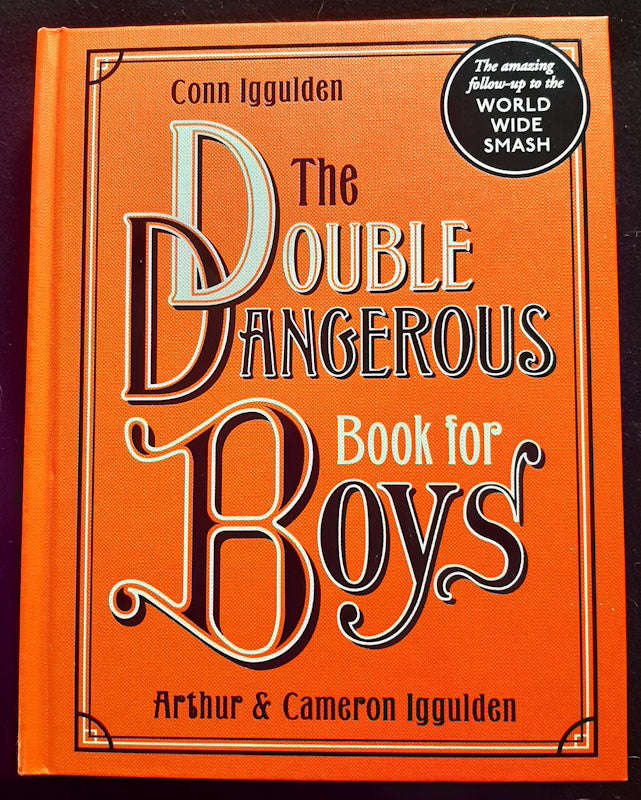 Conn Iggulden
The amazing
follow-up to the
WORLD
WIDE
SMASH
The
DOUBLE
DANGEROUS
BOOK for
BOYS
Arthur & Cameron Iggulden